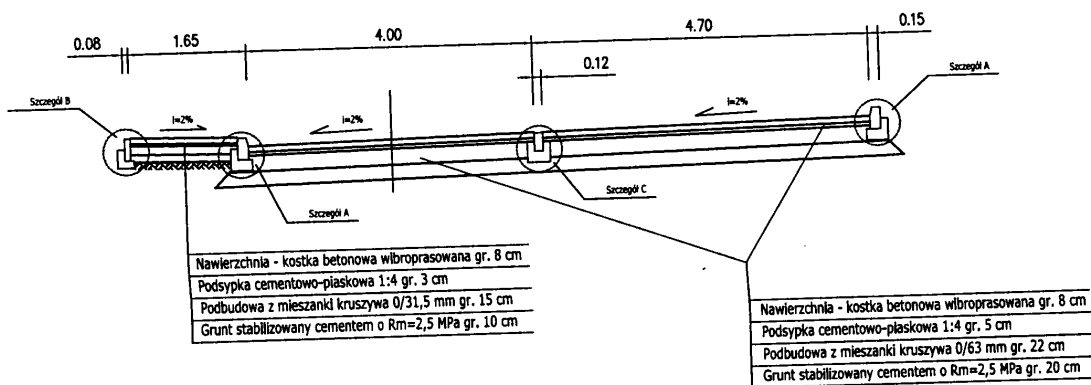 0.08 1.65 4.00 4.70 0.15
0.12
Szczegół B
Szczegół A
i=2%
i=2%
i=2%
Szczegół A
Szczegół C
Nawierzchnia - kostka betonowa wibroprasowana gr. 8 cm
Podsypka cementowo-piaskowa 1:4 gr. 3 cm
Podbudowa z mieszanki kruszywa 0/31,5 mm gr. 15 cm
Grunt stabilizowany cementem o Rm=2,5 MPa gr. 10 cm
Nawierzchnia - kostka betonowa wibroprasowana gr. 8 cm
Podsypka cementowo-piaskowa 1:4 gr. 5 cm
Podbudowa z mieszanki kruszywa 0/63 mm gr. 22 cm
Grunt stabilizowany cementem o Rm=2,5 MPa gr. 20 cm